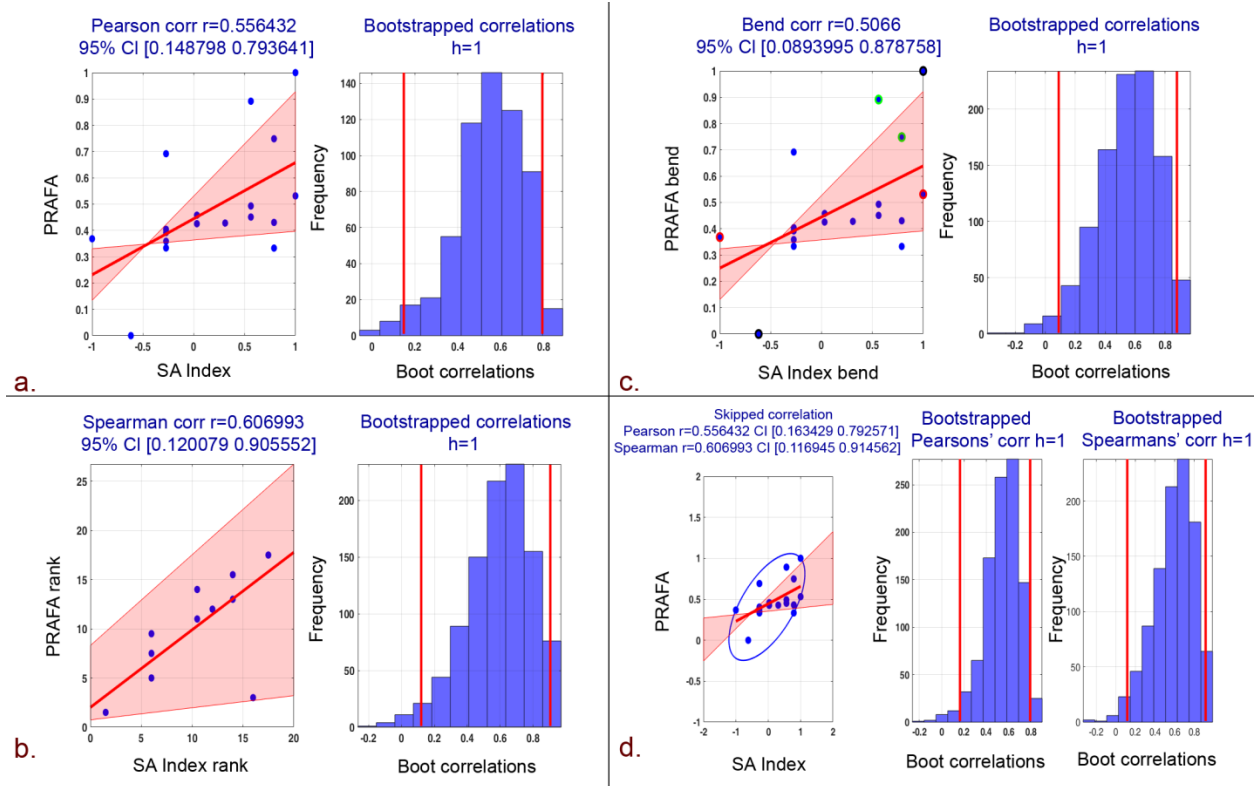 Pearson corr r=0.556432
95% CI [0.148798 0.793641]
Bootstrapped correlations
h=1
PRAFA
1
0.9
0.8
0.7
0.6
0.5
0.4
0.3
0.2
0.1
0
-1 -0.5 0 0.5 1
SA Index
Frequency
140
120
100
80
60
40
20
0
0 0.2 0.4 0.6 0.8
Boot correlations
a.
Bend corr r=0.5066
95% CI [0.0893995 0.878758]
Bootstrapped correlations
h=1
PRAFA bend
1
0.9
0.8
0.7
0.6
0.5
0.4
0.3
0.2
0.1
0
-1 -0.5 0 0.5 1
SA Index bend
Frequency
200
150
100
50
0
-0.2 0 0.2 0.4 0.6 0.8
Boot correlations
c.
Spearman corr r=0.606993
95% CI [0.120079 0.905552]
Bootstrapped correlations
h=1
PRAFA rank
25
20
15
10
5
0
0 5 10 15 20
SA Index rank
Frequency
200
150
100
50
0
-0.2 0 0.2 0.4 0.6 0.8
Boot correlations
b.
Skipped correlation
Pearson r=0.556432 CI [0.163429 0.792571]
Spearman r=0.606993 CI [0.116945 0.914562]
Bootstrapped
Pearsons' corr h=1
Bootstrapped
Spearmans' corr h=1
PRAFA
2
1.5
1
0.5
0
-0.5
-1
-2 -1 0 1 2
SA Index
Frequency
250
200
150
100
50
0
-0.2 0 0.2 0.4 0.6 0.8
Boot correlations
200
150
100
50
0
-0.2 0 0.2 0.4 0.6 0.8
Boot correlations
d.